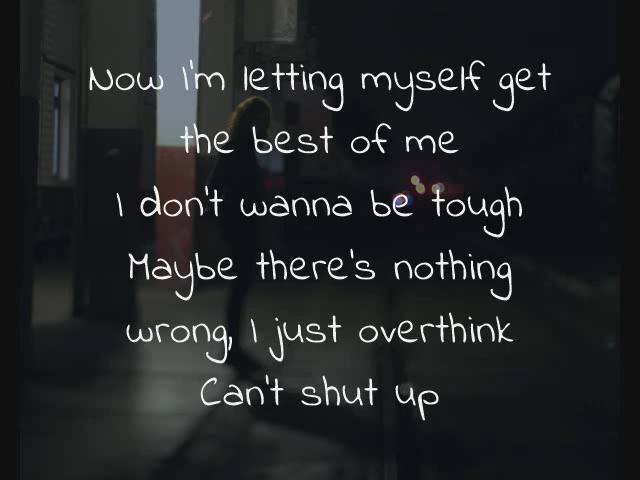 Now I'm letting myself get
the best of me
I don't wanna be tough
Maybe there's nothing
wrong, I just overthink
Can't shut up